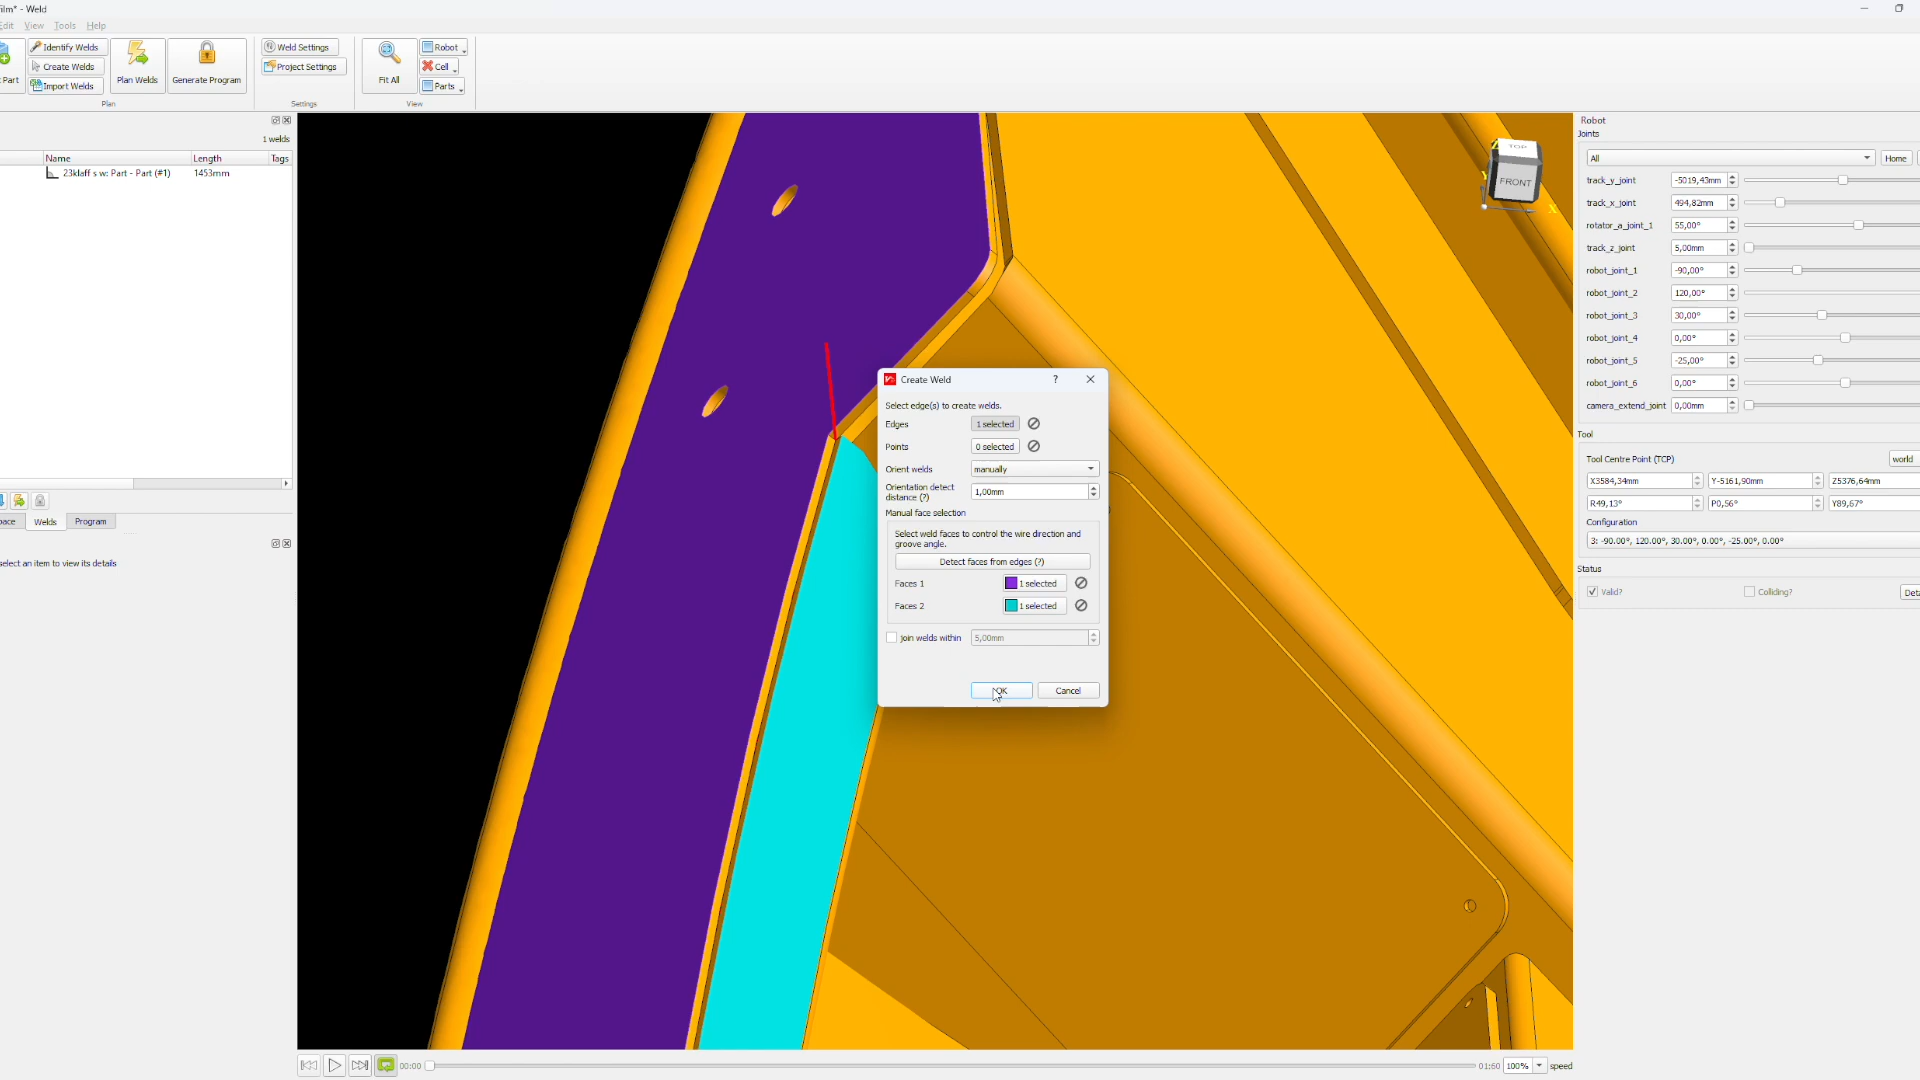 ilm* - Weld
Edit View Tools Help
Part
Identify Welds
Create Welds
Import Welds
Plan Welds
Generate Program
Plan
Weld Settings
Project Settings
Settings
Fit All
Robot
Cell
Parts
View
1 welds
Name Length Tags
23klaff s w: Part - Part (#1) 1453mm
pace Welds Program
select an item to view its details
TOP
FRONT
Z
Y
X
Create Weld ?
Select edge(s) to create welds.
Edges 1 selected
Points 0 selected
Orient welds manually
Orientation detect
distance (?) 1,00mm
Manual face selection
Select weld faces to control the wire direction and
groove angle.
Detect faces from edges (?)
Faces 1 1 selected
Faces 2 1 selected
join welds within 5,00mm
OK Cancel
00:00 01:60 100% speed
Robot
Joints
All Home
track_y_joint -5019,43mm
track_x_joint 494,82mm
rotator_a_joint_1 55,00°
track_z_joint 5,00mm
robot_joint_1 -90,00°
robot_joint_2 120,00°
robot_joint_3 30,00°
robot_joint_4 0,00°
robot_joint_5 -25,00°
robot_joint_6 0,00°
camera_extend_joint 0,00mm
Tool
Tool Centre Point (TCP) world
X3584,34mm Y-5161,90mm Z5376,64mm
R49,13° P0,56° Y89,67°
Configuration
3: -90.00°, 120.00°, 30.00°, 0.00°, -25.00°, 0.00°
Status
Valid? Colliding? Deta